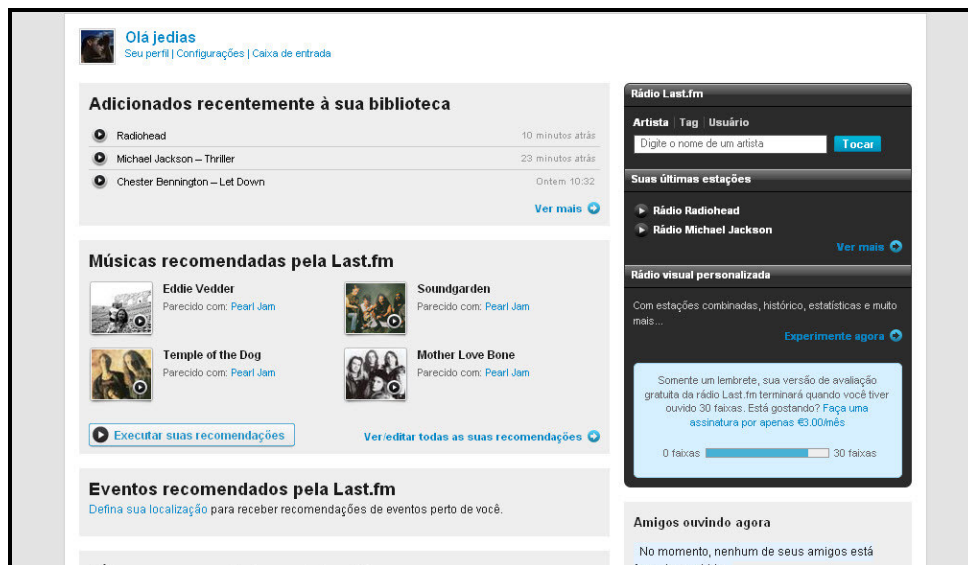 Olá jedias
Seu perfil | Configurações | Caixa de entrada
Adicionados recentemente à sua biblioteca
Radiohead 10 minutos atrás
Michael Jackson – Thriller 23 minutos atrás
Chester Bennington – Let Down Ontem 10:32
Ver mais
Músicas recomendadas pela Last.fm
Eddie Vedder
Parecido com: Pearl Jam
Soundgarden
Parecido com: Pearl Jam
Temple of the Dog
Parecido com: Pearl Jam
Mother Love Bone
Parecido com: Pearl Jam
Executar suas recomendações
Ver/editar todas as suas recomendações
Eventos recomendados pela Last.fm
Defina sua localização para receber recomendações de eventos perto de você.
Rádio Last.fm
Artista | Tag | Usuário
Digite o nome de um artista Tocar
Suas últimas estações
Rádio Radiohead
Rádio Michael Jackson
Ver mais
Rádio visual personalizada
Com estações combinadas, histórico, estatísticas e muito
mais...
Experimente agora
Somente um lembrete, sua versão de avaliação
gratuita da rádio Last.fm terminará quando você tiver
ouvido 30 faixas. Está gostando? Faça uma
assinatura por apenas €3.00/mês
0 faixas 30 faixas
Amigos ouvindo agora
No momento, nenhum de seus amigos está